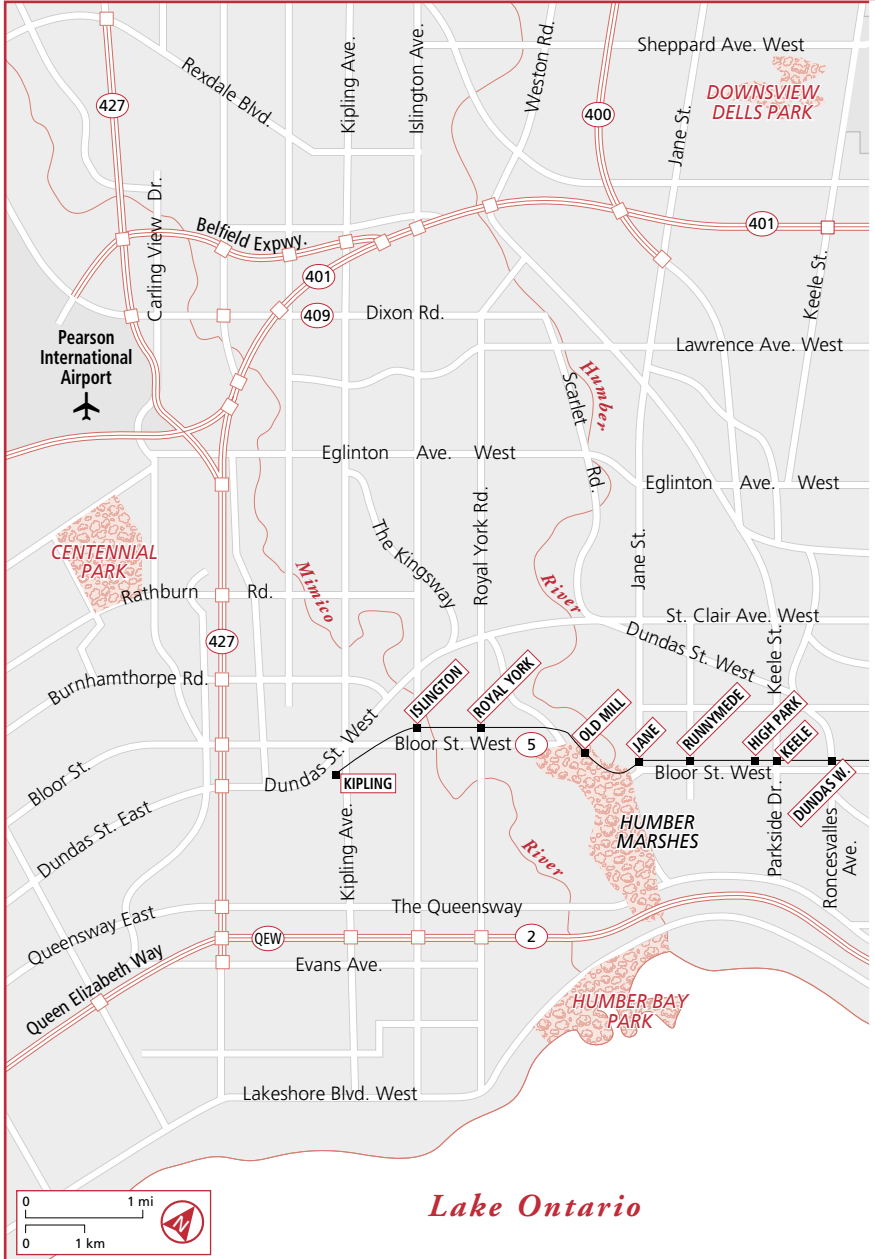 Sheppard Ave. West
Weston Rd.
Kipling Ave.
Islington Ave.
Rexdale Blvd.
427
400
DOWNSVIEW
DELLS PARK
Jane St.
Carling View Dr.
Belfield Expwy.
401
401
Keele St.
409
Dixon Rd.
Pearson
International
Airport
Lawrence Ave. West
Humber
Scarlet Rd.
Eglinton Ave. West
Eglinton Ave. West
Royal York Rd.
The Kingsway
Jane St.
CENTENNIAL
PARK
Mimico
River
Rathburn Rd.
St. Clair Ave. West
Dundas St. West
427
Keele St.
Burnhamthorpe Rd.
ISLINGTON
ROYAL YORK
OLD MILL
JANE
RUNNYMEDE
HIGH PARK
KEELE
DUNDAS W.
Bloor St. West
5
Bloor St. West
Bloor St.
Dundas St. West
KIPLING
Dundas St. East
HUMBER
MARSHES
Parkside Dr.
Roncesvalles
Ave.
Kipling Ave.
River
The Queensway
Queensway East
QEW
2
Evans Ave.
Queen Elizabeth Way
HUMBER BAY
PARK
Lakeshore Blvd. West
Lake Ontario
0 1 mi
0 1 km
N